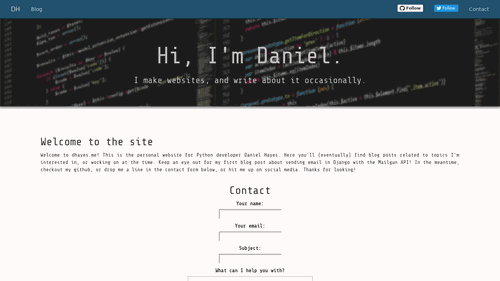 DH Blog Follow Follow Contact
Hi, I'm Daniel.
I make websites, and write about it occasionally.
Welcome to the site
Welcome to dhayes.me! This is the personal website for Python developer Daniel Hayes. Here you'll (eventually) find blog posts related to topics I'm
interested in, or working on at the time. Keep an eye out for my first blog post about sending email in Django with the Mailgun API! In the meantime,
checkout my github, or drop me a line in the contact form below, or hit me up on social media. Thanks for looking!
Contact
Your name:
Your email:
Subject:
What can I help you with?